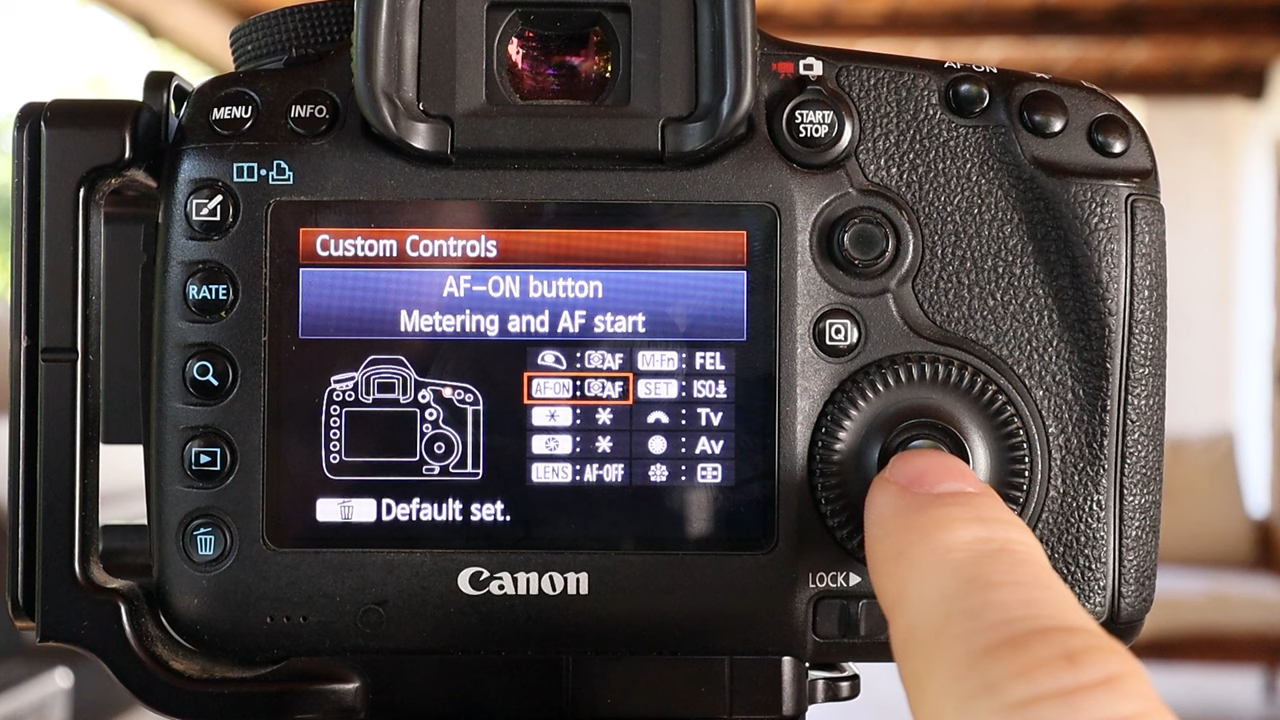 AF-ON
MENU
INFO.
START/
STOP
RATE
Q
Custom Controls
AF-ON button
Metering and AF start
AF
M-Fn : FEL
AF-ON : AF
SET : ISO
Tv
Av
LENS : AF-OFF
Default set.
Canon
LOCK